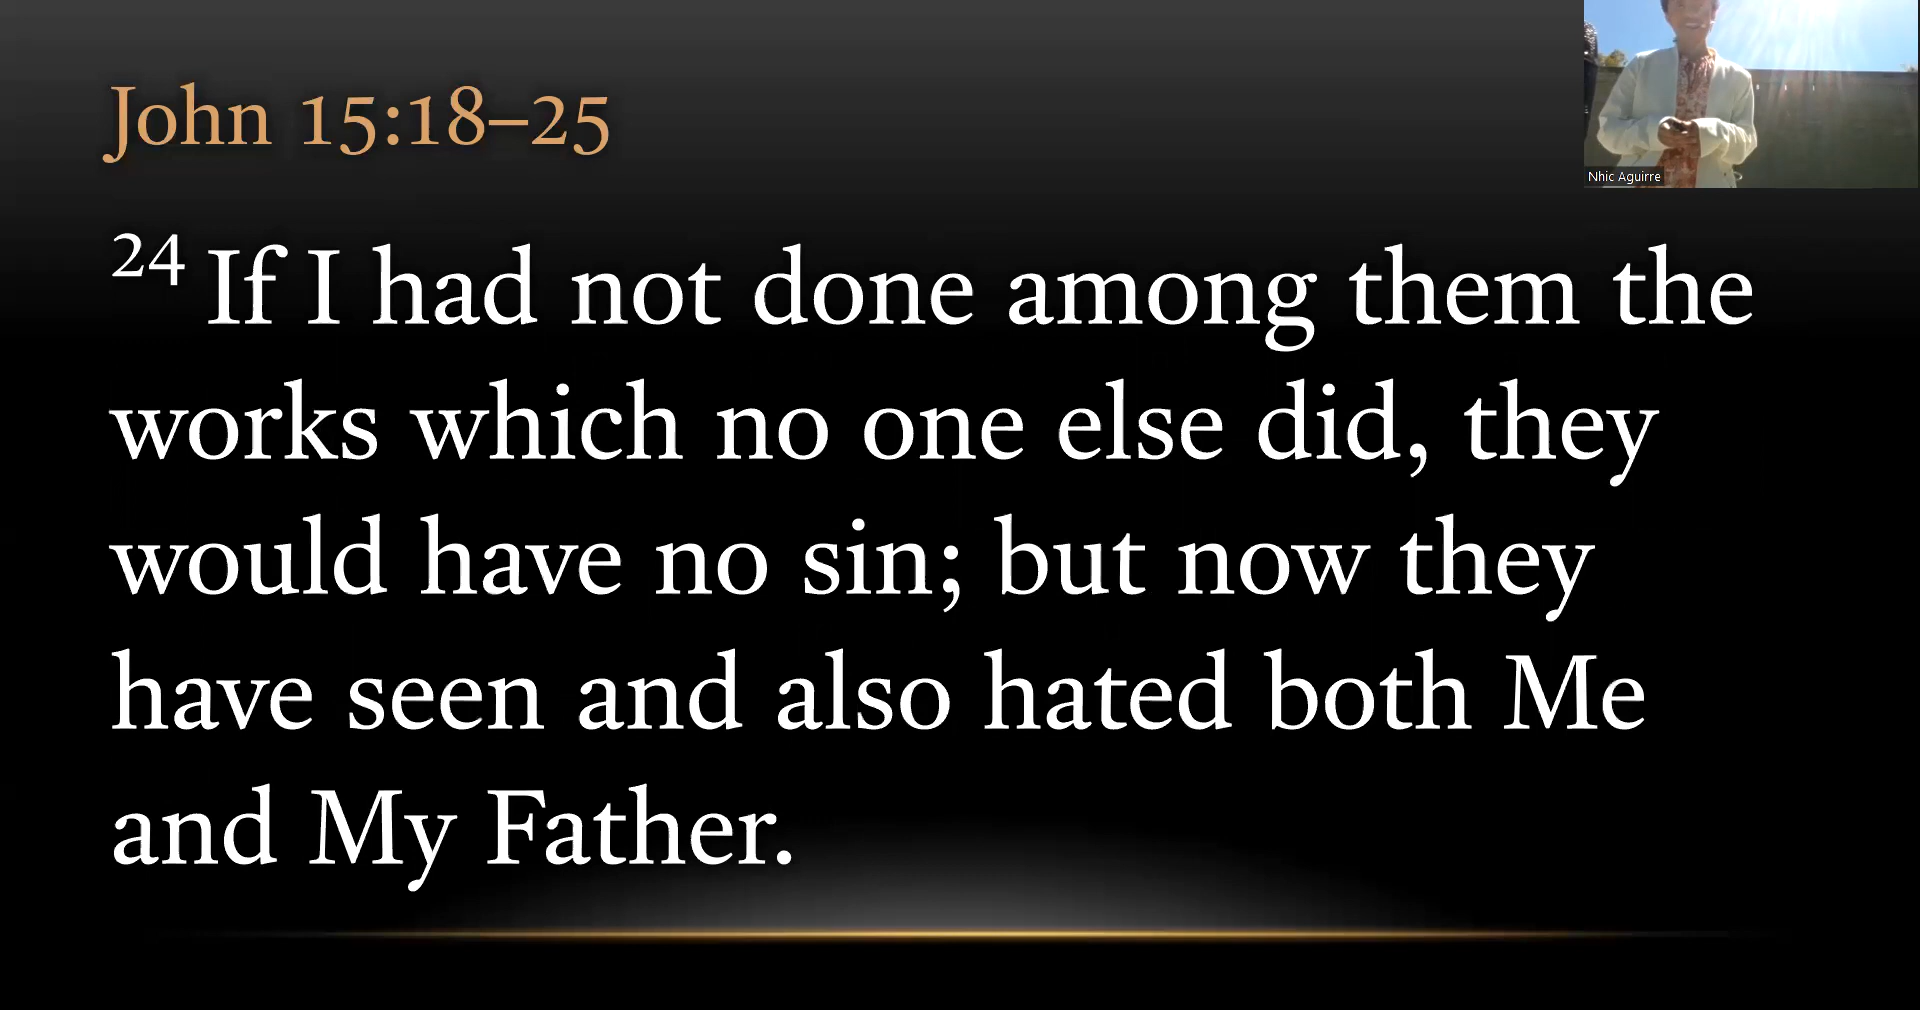 John 15:18–25
Nhic Aguirre
24 If I had not done among them the
works which no one else did, they
would have no sin; but now they
have seen and also hated both Me
and My Father.